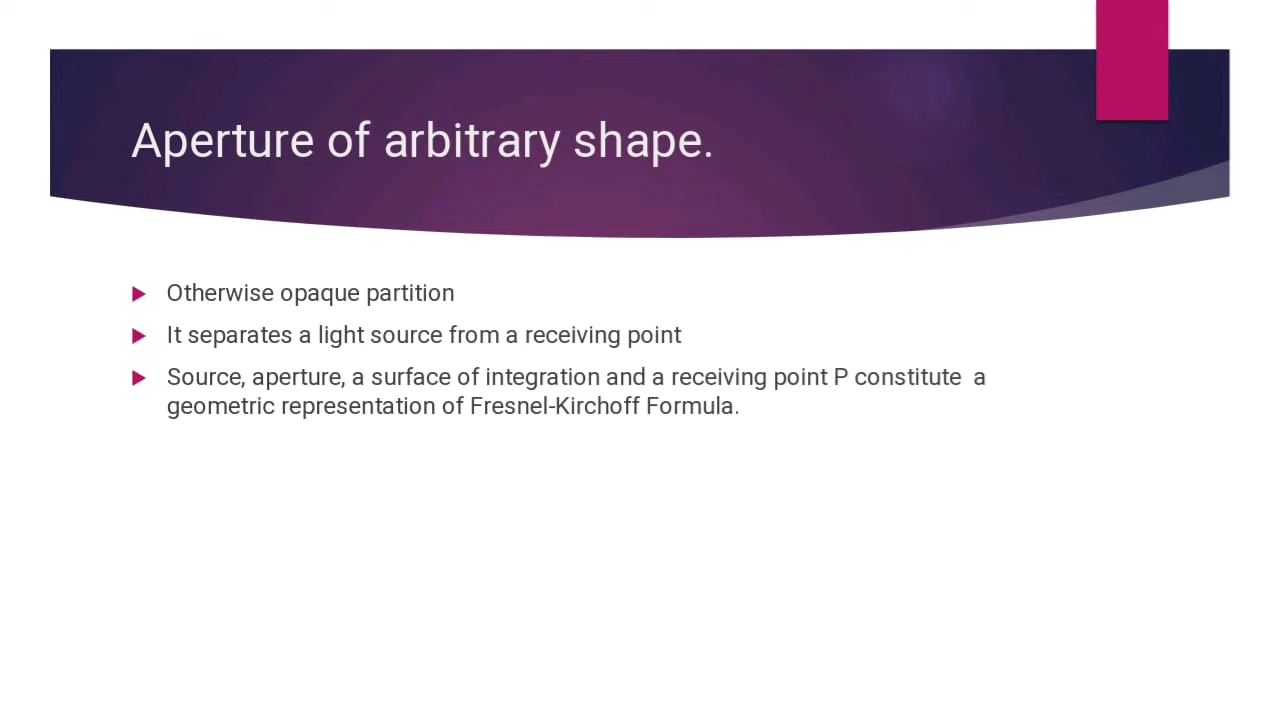 Aperture of arbitrary shape.
Otherwise opaque partition
It separates a light source from a receiving point
Source, aperture, a surface of integration and a receiving point P constitute  a
geometric representation of Fresnel-Kirchoff Formula.